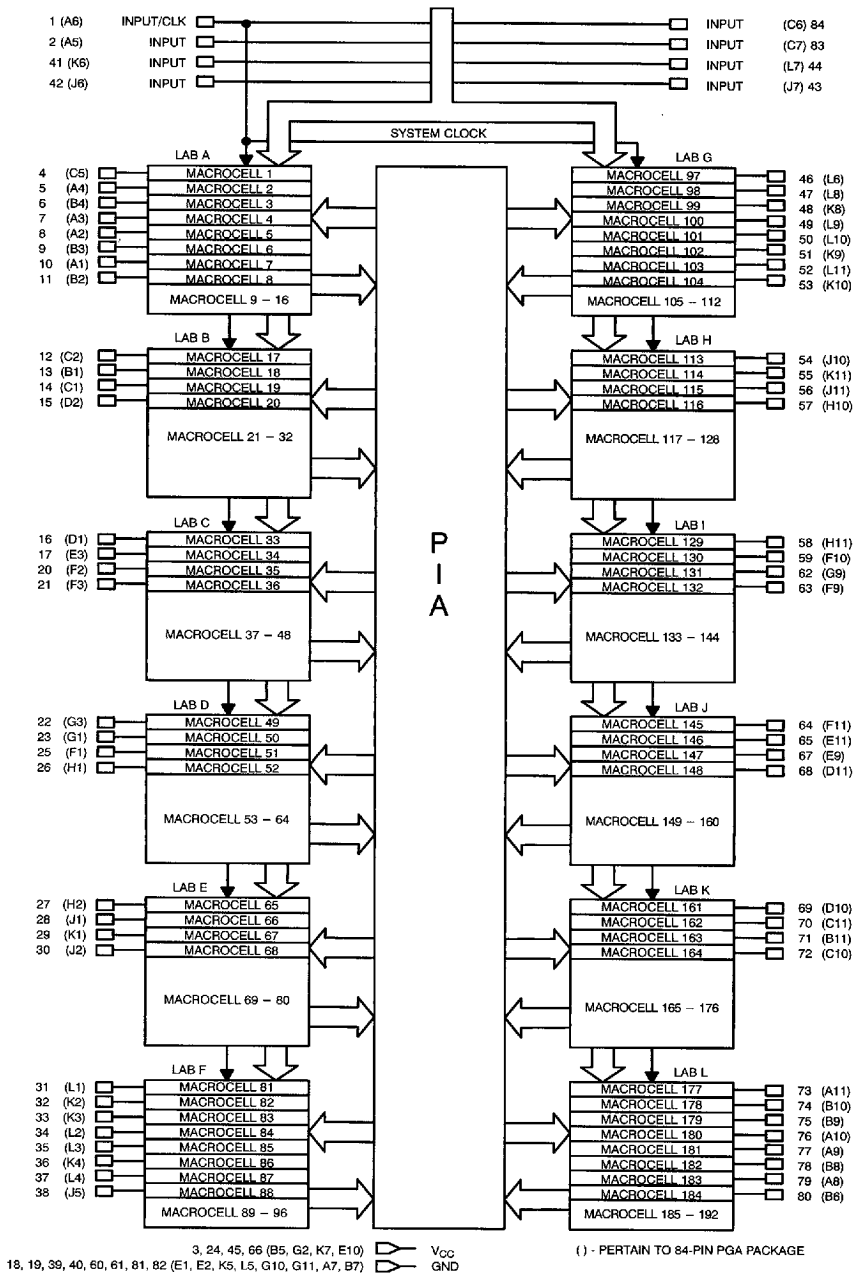 1 (A6) INPUT/CLK INPUT (C6) 84
2 (A5) INPUT INPUT (C7) 83
41 (K6) INPUT INPUT (L7) 44
42 (J6) INPUT INPUT (J7) 43
SYSTEM CLOCK
LAB A
4 (C5) MACROCELL 1
5 (A4) MACROCELL 2
6 (B4) MACROCELL 3
7 (A3) MACROCELL 4
8 (A2) MACROCELL 5
9 (B3) MACROCELL 6
10 (A1) MACROCELL 7
11 (B2) MACROCELL 8
MACROCELL 9 – 16
LAB B
12 (C2) MACROCELL 17
13 (B1) MACROCELL 18
14 (C1) MACROCELL 19
15 (D2) MACROCELL 20
MACROCELL 21 – 32
LAB C
16 (D1) MACROCELL 33
17 (E3) MACROCELL 34
20 (F2) MACROCELL 35
21 (F3) MACROCELL 36
MACROCELL 37 – 48
LAB D
22 (G3) MACROCELL 49
23 (G1) MACROCELL 50
25 (F1) MACROCELL 51
26 (H1) MACROCELL 52
MACROCELL 53 – 64
LAB E
27 (H2) MACROCELL 65
28 (J1) MACROCELL 66
29 (K1) MACROCELL 67
30 (J2) MACROCELL 68
MACROCELL 69 – 80
LAB F
31 (L1) MACROCELL 81
32 (K2) MACROCELL 82
33 (K3) MACROCELL 83
34 (L2) MACROCELL 84
35 (L3) MACROCELL 85
36 (K4) MACROCELL 86
37 (L4) MACROCELL 87
38 (J5) MACROCELL 88
MACROCELL 89 – 96
P
I
A
LAB G
MACROCELL 97 46 (L6)
MACROCELL 98 47 (L8)
MACROCELL 99 48 (K8)
MACROCELL 100 49 (L9)
MACROCELL 101 50 (L10)
MACROCELL 102 51 (K9)
MACROCELL 103 52 (L11)
MACROCELL 104 53 (K10)
MACROCELL 105 – 112
LAB H
MACROCELL 113 54 (J10)
MACROCELL 114 55 (K11)
MACROCELL 115 56 (J11)
MACROCELL 116 57 (H10)
MACROCELL 117 – 128
LAB I
MACROCELL 129 58 (H11)
MACROCELL 130 59 (F10)
MACROCELL 131 62 (G9)
MACROCELL 132 63 (F9)
MACROCELL 133 – 144
LAB J
MACROCELL 145 64 (F11)
MACROCELL 146 65 (E11)
MACROCELL 147 67 (E9)
MACROCELL 148 68 (D11)
MACROCELL 149 – 160
LAB K
MACROCELL 161 69 (D10)
MACROCELL 162 70 (C11)
MACROCELL 163 71 (B11)
MACROCELL 164 72 (C10)
MACROCELL 165 – 176
LAB L
MACROCELL 177 73 (A11)
MACROCELL 178 74 (B10)
MACROCELL 179 75 (B9)
MACROCELL 180 76 (A10)
MACROCELL 181 77 (A9)
MACROCELL 182 78 (B8)
MACROCELL 183 79 (A8)
MACROCELL 184 80 (B6)
MACROCELL 185 – 192
3, 24, 45, 66 (B5, G2, K7, E10) VCC
( ) - PERTAIN TO 84-PIN PGA PACKAGE
18, 19, 39, 40, 60, 61, 81, 82 (E1, E2, K5, L5, G10, G11, A7, B7) GND